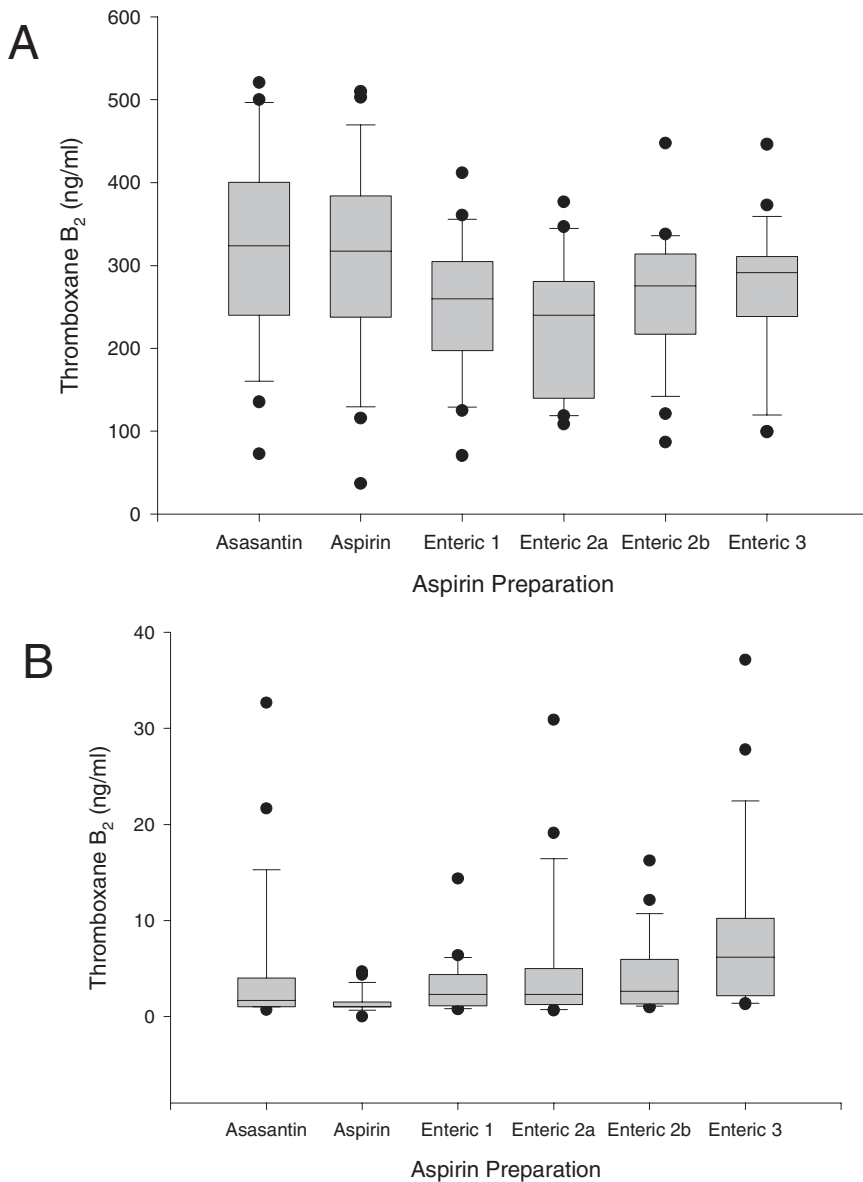 A
600
500
400
300
200
100
0
Thromboxane B₂ (ng/ml)
Asasantin Aspirin Enteric 1 Enteric 2a Enteric 2b Enteric 3
Aspirin Preparation
B
40
30
20
10
0
Thromboxane B₂ (ng/ml)
Asasantin Aspirin Enteric 1 Enteric 2a Enteric 2b Enteric 3
Aspirin Preparation